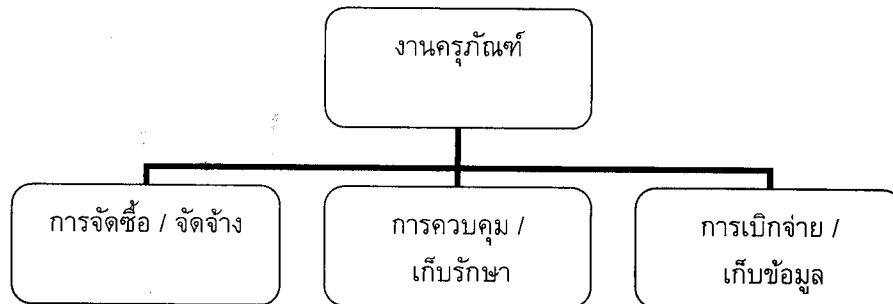 งานครุภัณฑ์
การจัดซื้อ / จัดจ้าง
การควบคุม /
เก็บรักษา
การเบิกจ่าย /
เก็บข้อมูล